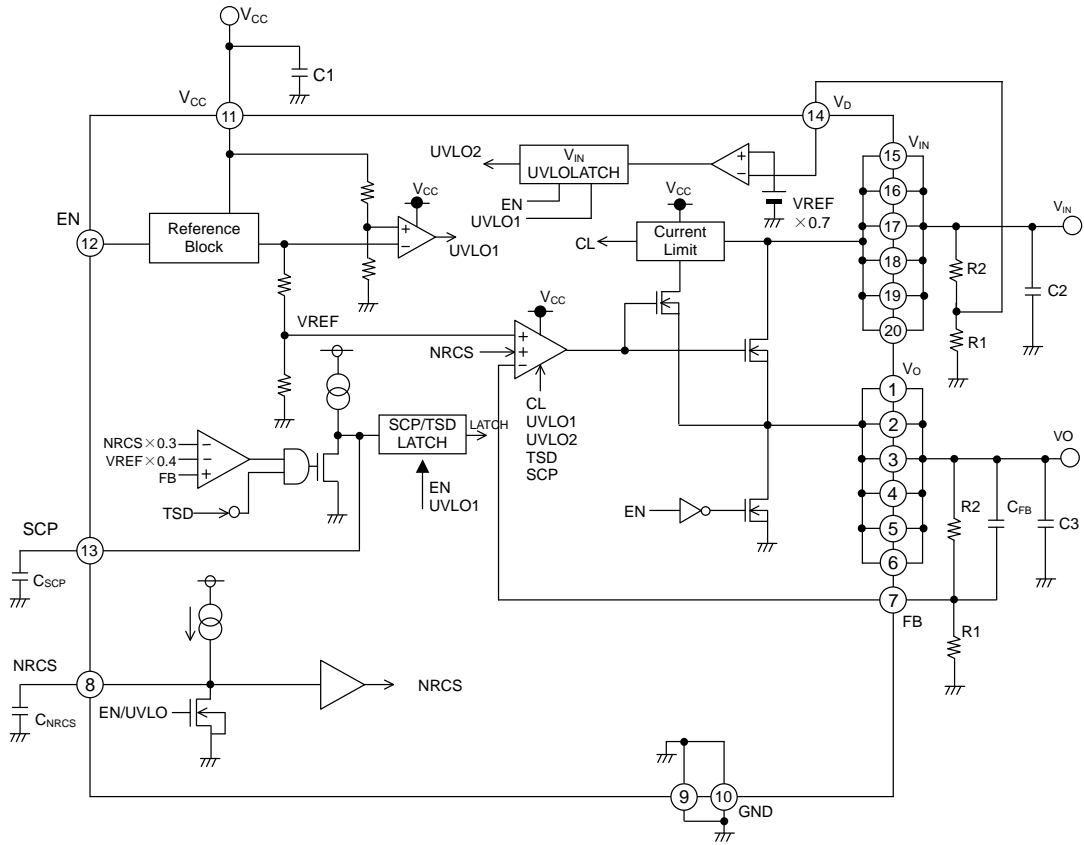 VCC
C1
VCC
11
VD
14
VIN
15
UVLO2
VIN
UVLOLATCH
+
−
16
EN
UVLO1
VREF
×0.7
VCC
VCC
EN
12
Reference
Block
+
−
UVLO1
CL
Current
Limit
17
VIN
18
R2
C2
19
R1
20
VREF
VCC
NRCS
+
+
−
VO
1
CL
UVLO1
UVLO2
TSD
SCP
SCP/TSD
LATCH
LATCH
2
NRCS×0.3
VREF×0.4
FB
−
−
+
EN
UVLO1
3
VO
4
R2
CFB
C3
TSD
EN
5
SCP
13
6
CSCP
7
FB
R1
NRCS
8
NRCS
CNRCS
EN/UVLO
9
10
GND